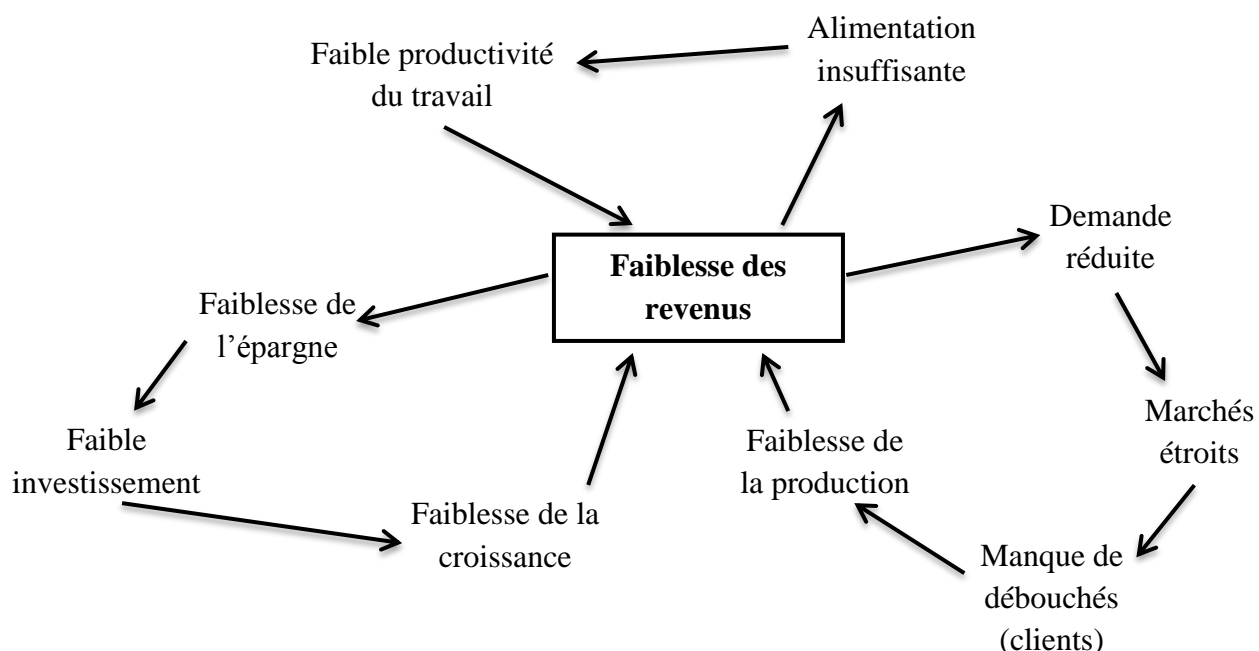 Faible productivité
du travail
Alimentation
insuffisante
Demande
réduite
Faiblesse des
revenus
Faiblesse de
l’épargne
Marchés
étroits
Faible
investissement
Faiblesse de
la production
Faiblesse de la
croissance
Manque de
débouchés
(clients)